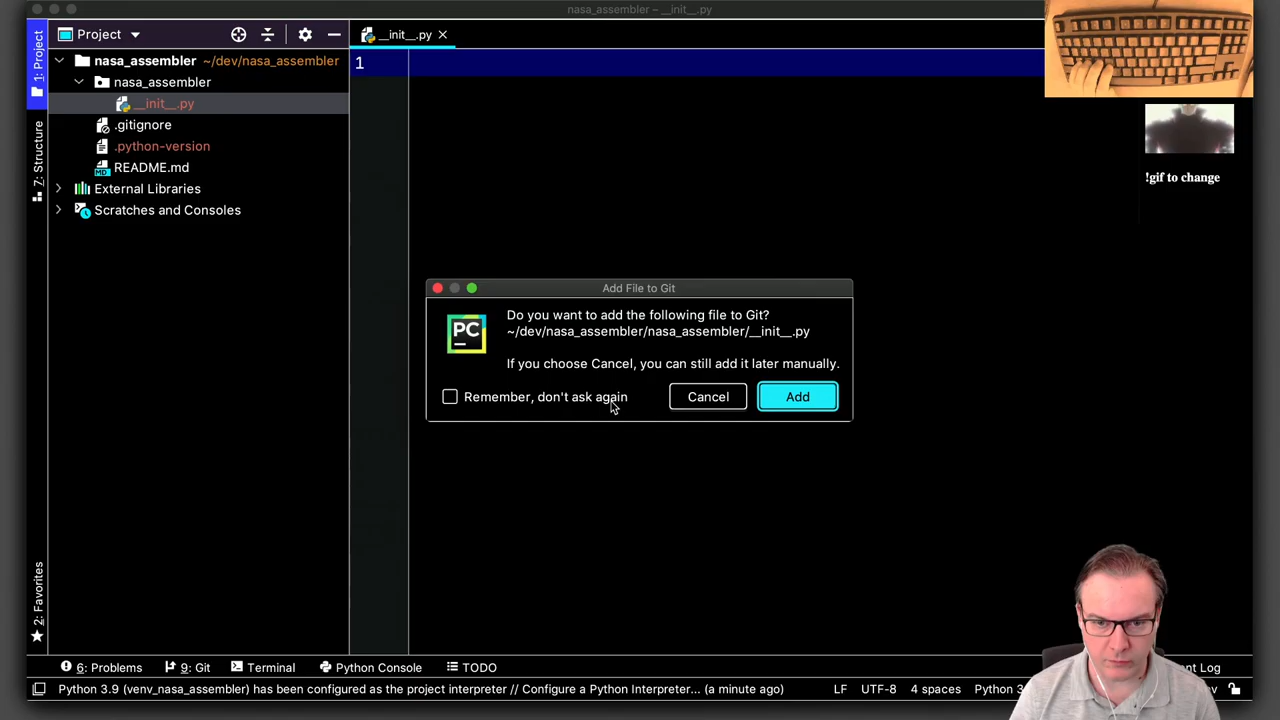 nasa_assembler – __init__.py
Project
__init__.py
1: Project
nasa_assembler ~/dev/nasa_assembler
1
nasa_assembler
__init__.py
.gitignore
.python-version
README.md
External Libraries
Scratches and Consoles
7: Structure
!gif to change
Add File to Git
PC
Do you want to add the following file to Git?
~/dev/nasa_assembler/nasa_assembler/__init__.py
If you choose Cancel, you can still add it later manually.
Remember, don't ask again
Cancel
Add
2: Favorites
6: Problems
9: Git
Terminal
Python Console
TODO
nt Log
Python 3.9 (venv_nasa_assembler) has been configured as the project interpreter // Configure a Python Interpreter... (a minute ago)
LF
UTF-8
4 spaces
Python 3